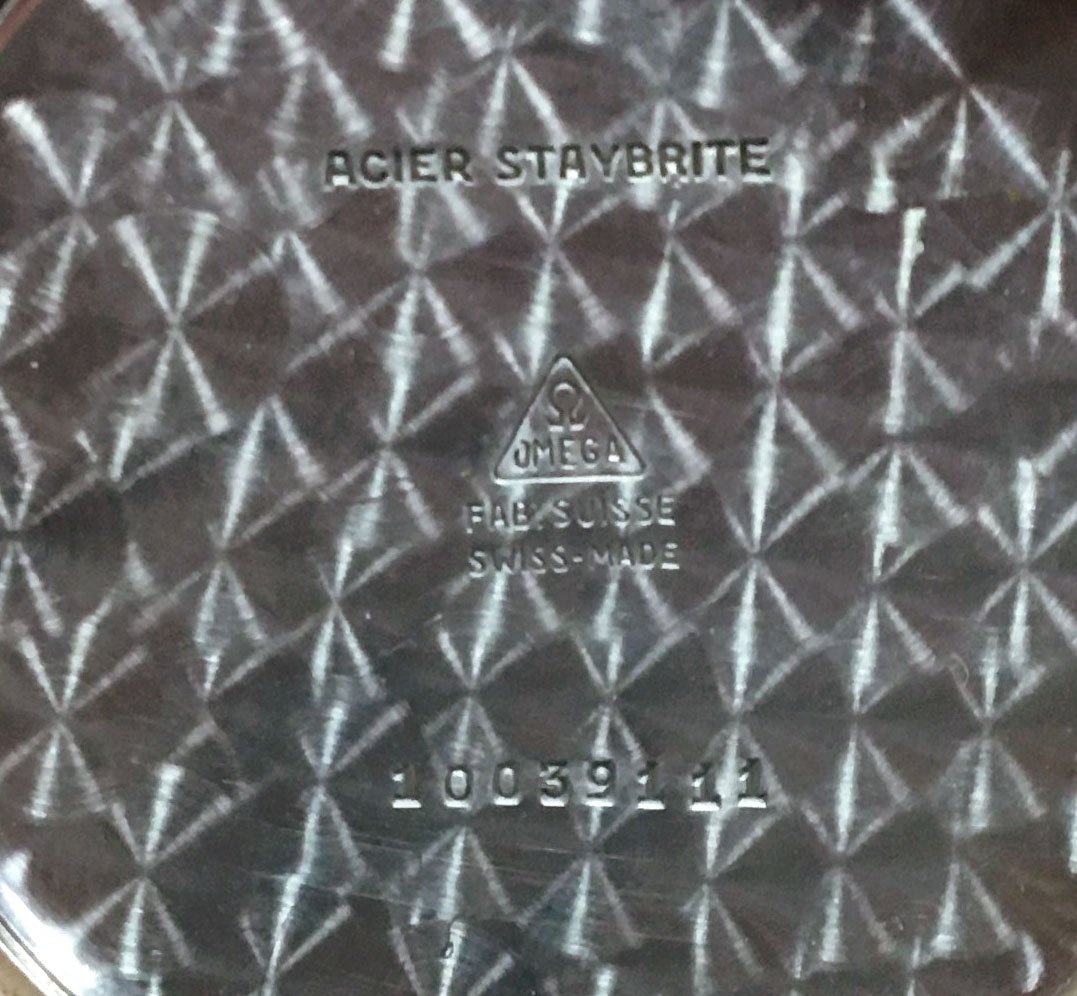 ACIER STAYBRITE
Ω
OMEGA
FAB. SUISSE
SWISS-MADE
10039111